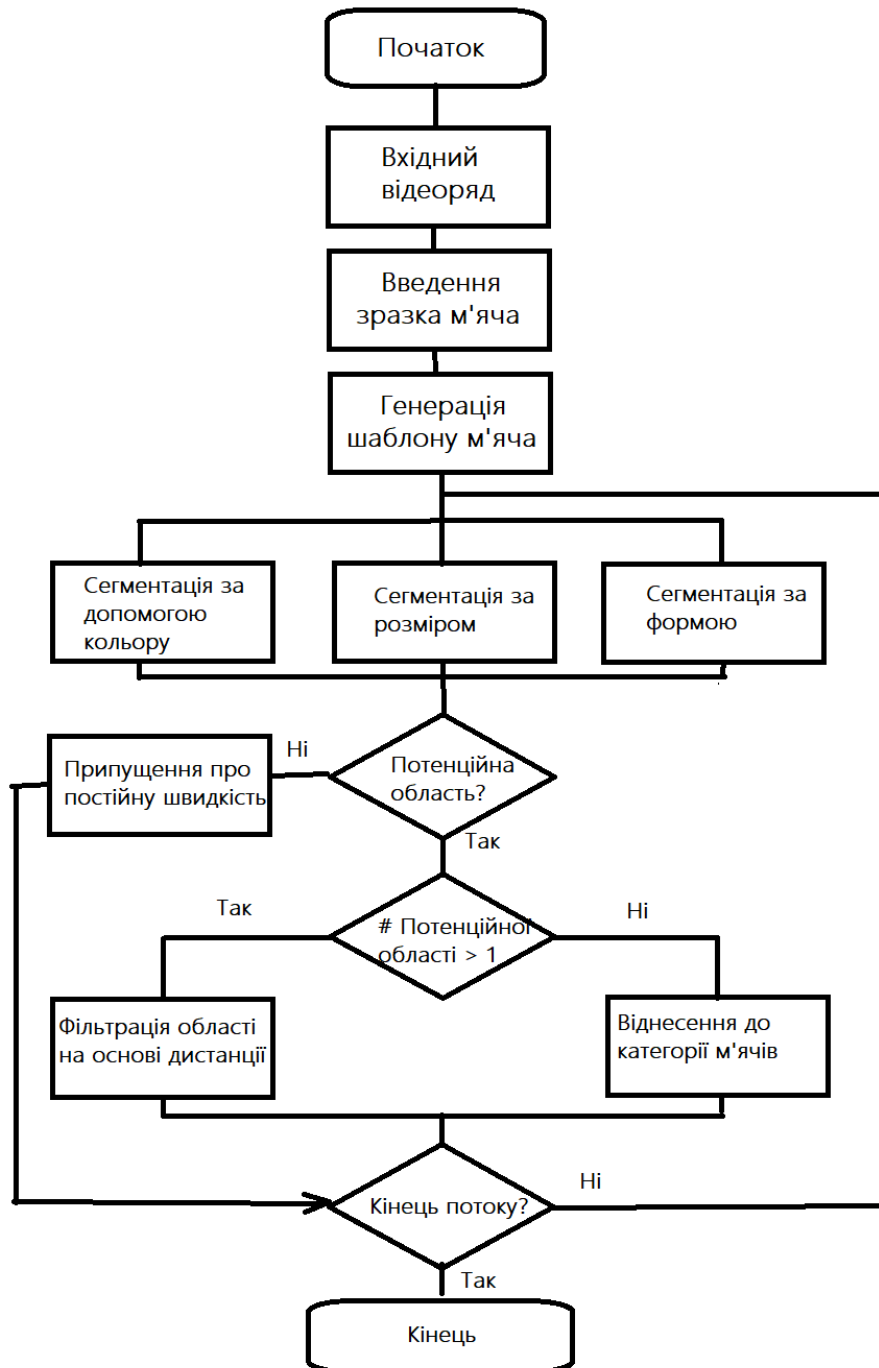 Початок
Вхідний
відеоряд
Введення
зразка м'яча
Генерація
шаблону м'яча
Сегментація за
допомогою
кольору
Сегментація за
розміром
Сегментація за
формою
Ні
Припущення про
постійну швидкість
Потенційна
область?
Так
Так
Ні
# Потенційної
області > 1
Фільтрація області
на основі дистанції
Віднесення до
категорії м'ячів
Кінець потоку?
Ні
Так
Кінець